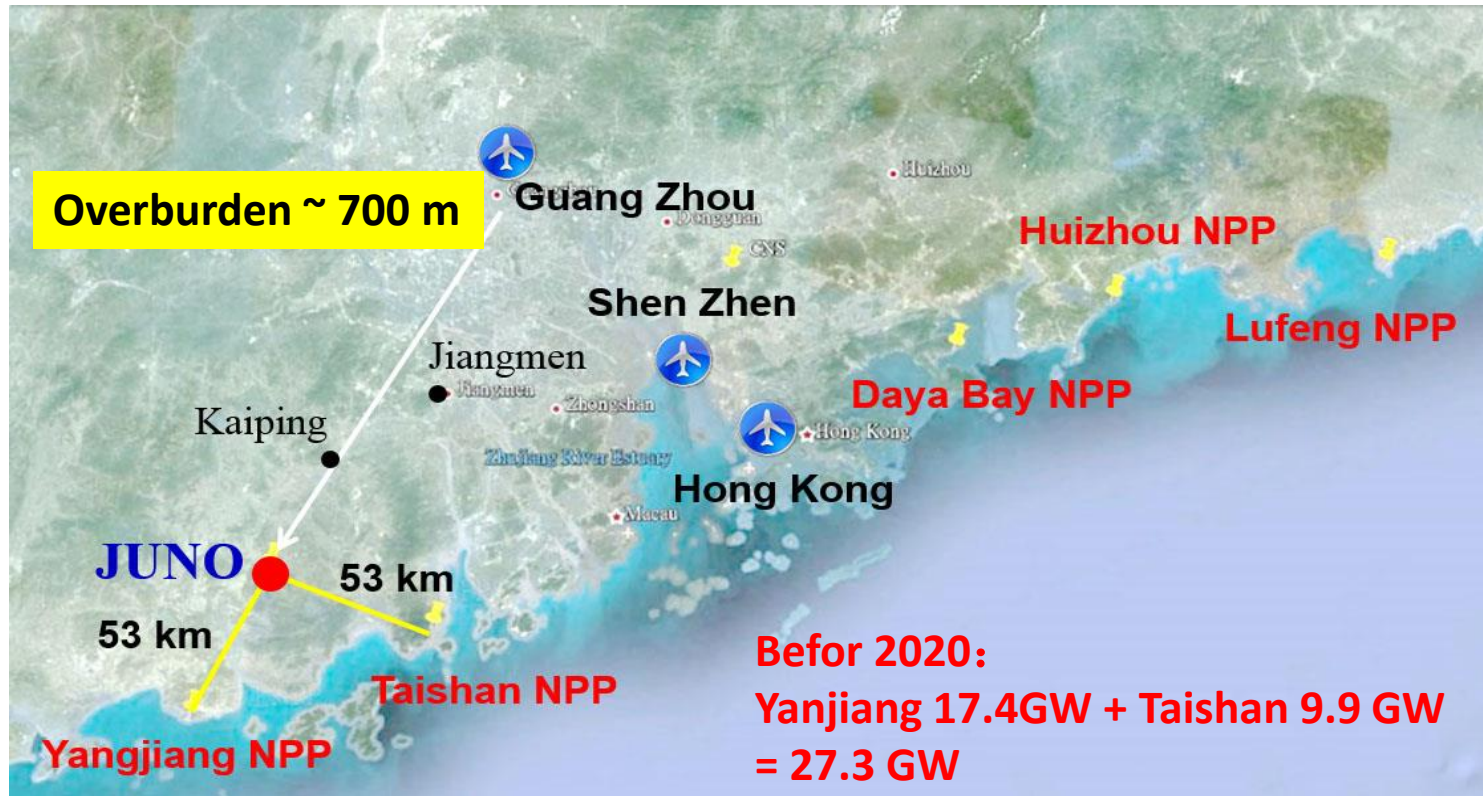 Overburden ~ 700 m
Guang Zhou
Huizhou
Dongguan
CNS
Huizhou NPP
Shen Zhen
Lufeng NPP
Jiangmen
Jiangmen
Zhongshan
Daya Bay NPP
Kaiping
Hong Kong
Zhujiang River Estuary
Hong Kong
Macau
JUNO
53 km
53 km
Befor 2020：
Taishan NPP
Yanjiang 17.4GW + Taishan 9.9 GW
Yangjiang NPP
= 27.3 GW